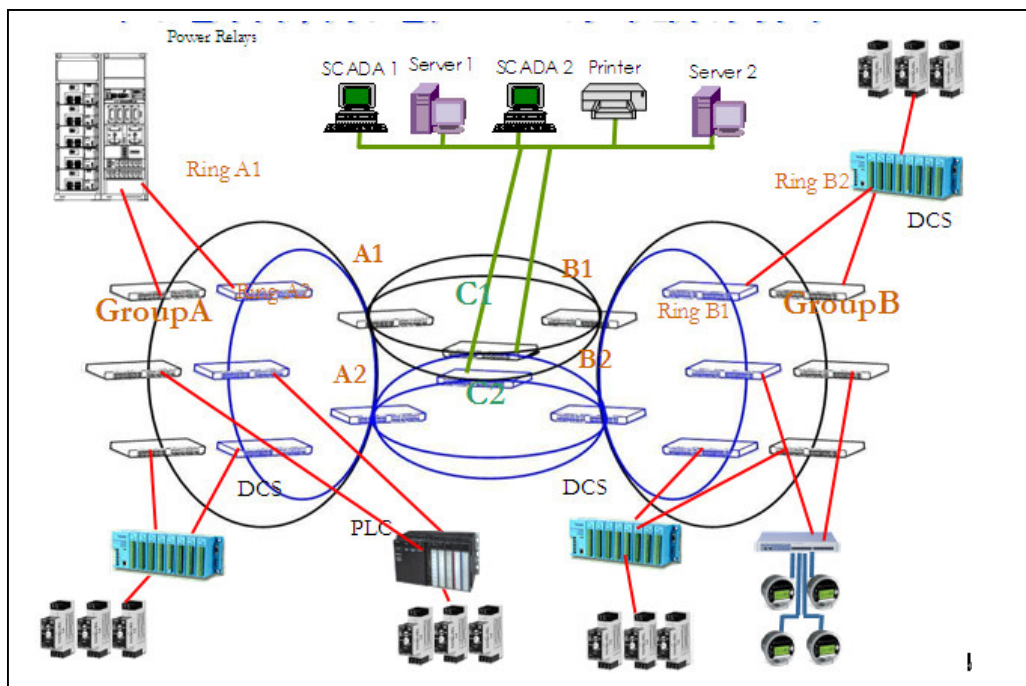 Power Relays
SCADA 1
Server 1
SCADA 2
Printer
Server 2
Ring A1
Ring B2
DCS
A1
B1
C1
Ring A2
GroupA
Ring B1
GroupB
A2
B2
C2
DCS
DCS
PLC